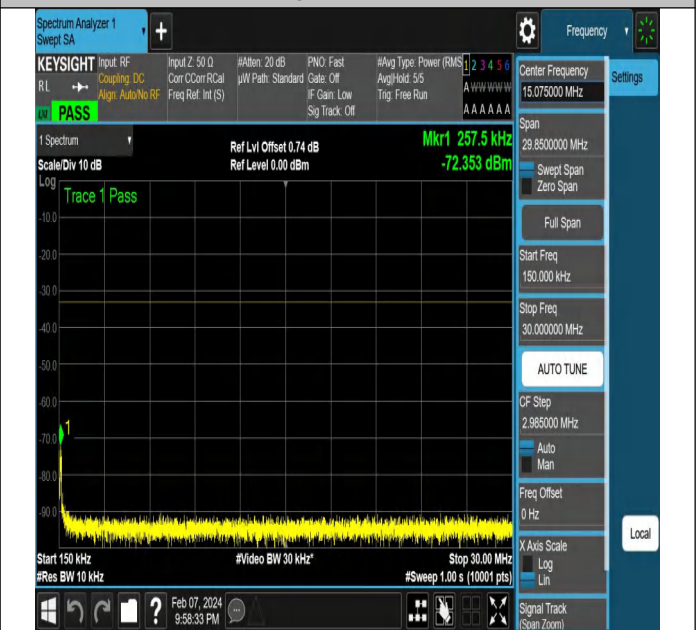 Spectrum Analyzer 1
Swept SA
Frequency
KEYSIGHT
RL
PASS
Input: RF
Coupling: DC
Align: Auto/No RF
Input Z: 50 Ω
Corr CCorr RCal
Freq Ref: Int (S)
#Atten: 20 dB
µW Path: Standard
PNO: Fast
Gate: Off
IF Gain: Low
Sig Track: Off
#Avg Type: Power (RMS
Avg|Hold: 5/5
Trig: Free Run
1 2 3 4 5 6
A W W W W W
A A A A A A
1 Spectrum
Scale/Div 10 dB
Ref Lvl Offset 0.74 dB
Ref Level 0.00 dBm
Mkr1 257.5 kHz
-72.353 dBm
Log
Trace 1 Pass
-10.0
-20.0
-30.0
-40.0
-50.0
-60.0
-70.0
-80.0
-90.0
1
Start 150 kHz
#Res BW 10 kHz
#Video BW 30 kHz*
Stop 30.00 MHz
#Sweep 1.00 s (10001 pts)
Feb 07, 2024
9:58:33 PM
Center Frequency
15.075000 MHz
Settings
Span
29.8500000 MHz
Swept Span
Zero Span
Full Span
Start Freq
150.000 kHz
Stop Freq
30.000000 MHz
AUTO TUNE
CF Step
2.985000 MHz
Auto
Man
Freq Offset
0 Hz
X Axis Scale
Log
Lin
Local
Signal Track
(Span Zoom)